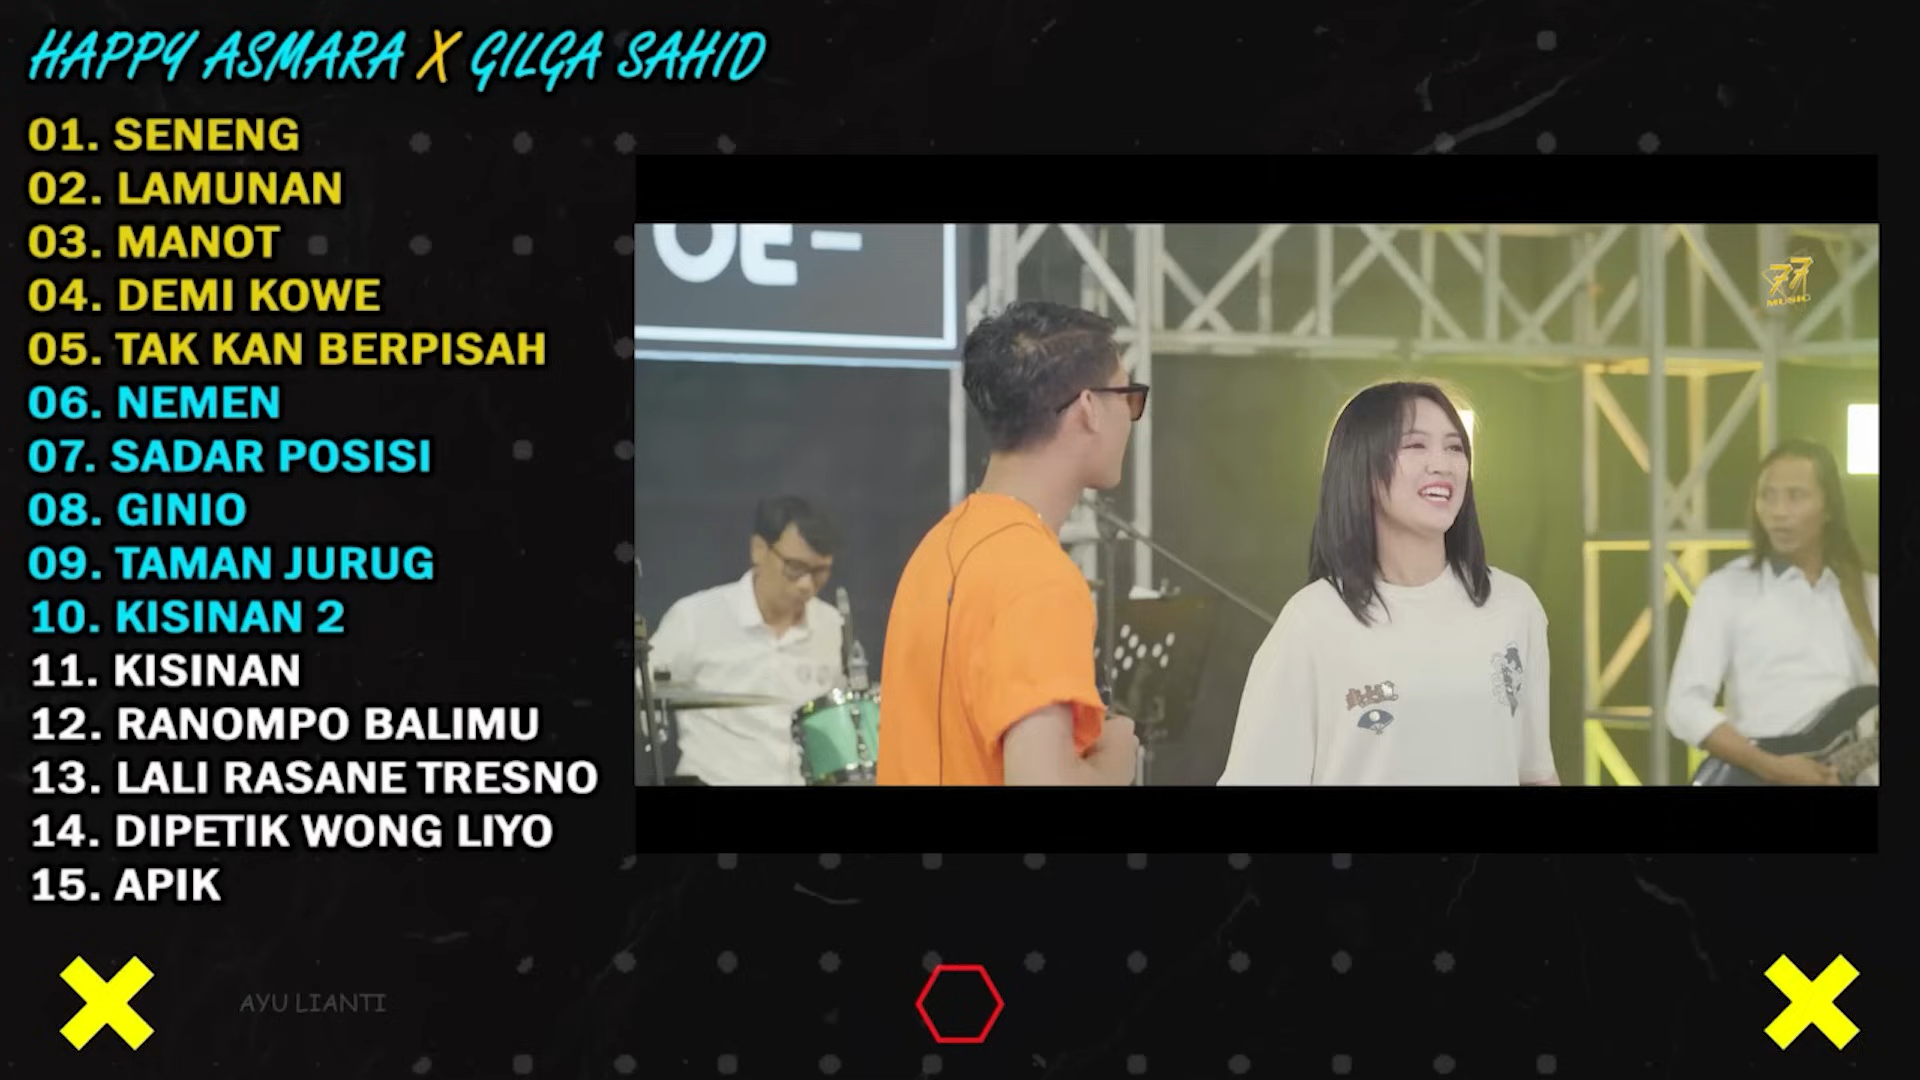 HAPPY ASMARA X GILGA SAHID
01. SENENG
02. LAMUNAN
03. MANOT
04. DEMI KOWE
05. TAK KAN BERPISAH
06. NEMEN
07. SADAR POSISI
08. GINIO
09. TAMAN JURUG
10. KISINAN 2
11. KISINAN
12. RANOMPO BALIMU
13. LALI RASANE TRESNO
14. DIPETIK WONG LIYO
15. APIK
77
MUSIC
AYU LIANTI